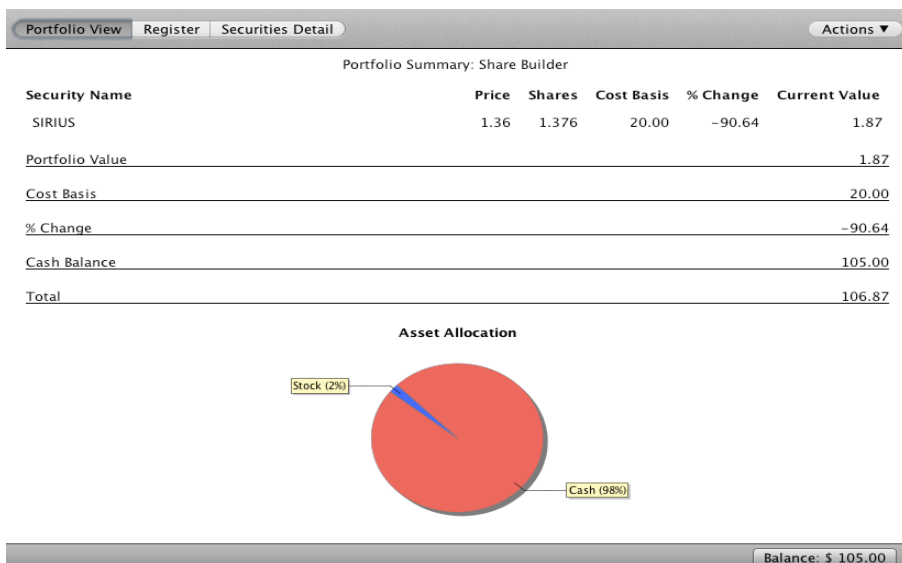 Portfolio View Register Securities Detail Actions ▼
Portfolio Summary: Share Builder
Security Name Price Shares Cost Basis % Change Current Value
SIRIUS 1.36 1.376 20.00 -90.64 1.87
Portfolio Value 1.87
Cost Basis 20.00
% Change -90.64
Cash Balance 105.00
Total 106.87
Asset Allocation
Stock (2%)
Cash (98%)
Balance: $ 105.00